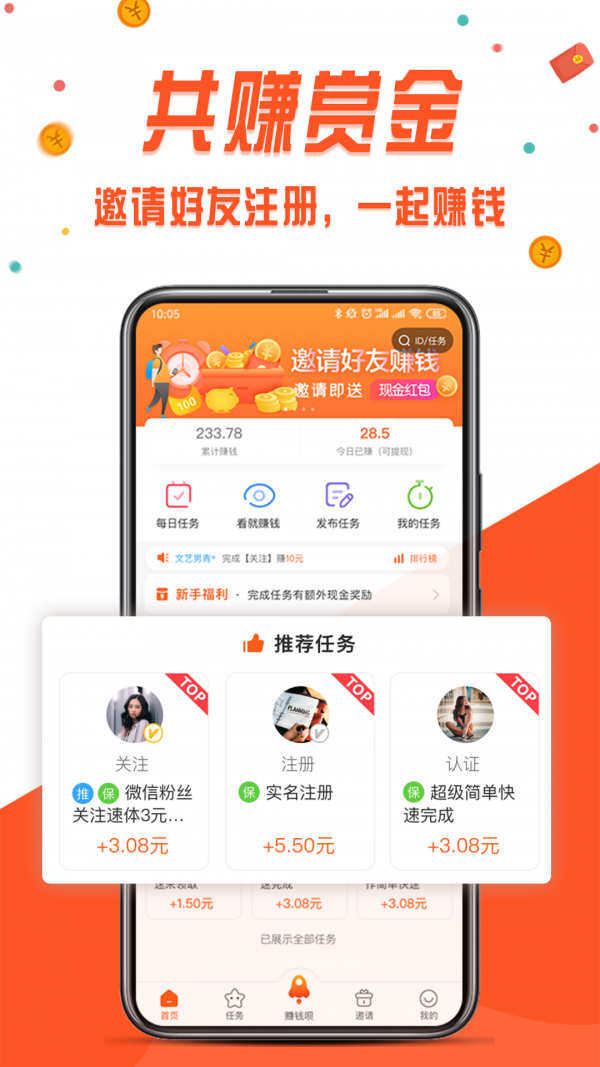 共赚赏金
邀请好友注册，一起赚钱
10:05
ID/任务
邀请好友赚钱
邀请即送 现金红包
100
233.78 28.5
累计赚钱 今日已赚（可提现）
每日任务 看就赚钱 发布任务 我的任务
文艺男青* 完成【关注】赚10元 排行榜
新手福利 · 完成任务有额外现金奖励
推荐任务
TOP TOP TOP
关注 注册 认证
推 保 微信粉丝 保 实名注册 保 超级简单快
关注速体3元... 速完成
+3.08元 +5.50元 +3.08元
速来领取 速完成 作简单快速
+1.50元 +3.08元 +3.08元
已展示全部任务
首页 任务 赚钱呗 邀请 我的